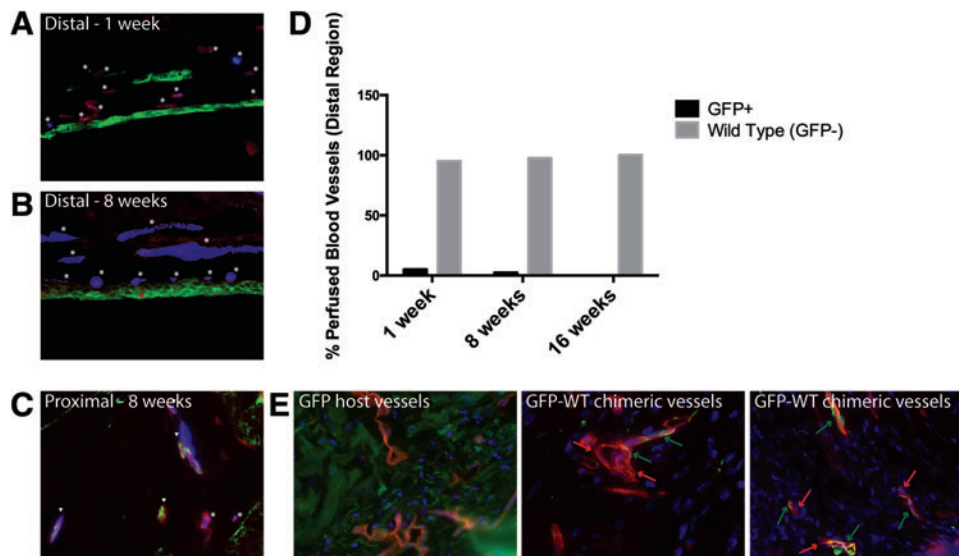 A
Distal - 1 week
B
Distal - 8 weeks
C
Proximal - 8 weeks
D
% Perfused Blood Vessels (Distal Region)
150
100
50
0
1 week
8 weeks
16 weeks
GFP+
Wild Type (GFP-)
E
GFP host vessels
GFP-WT chimeric vessels
GFP-WT chimeric vessels